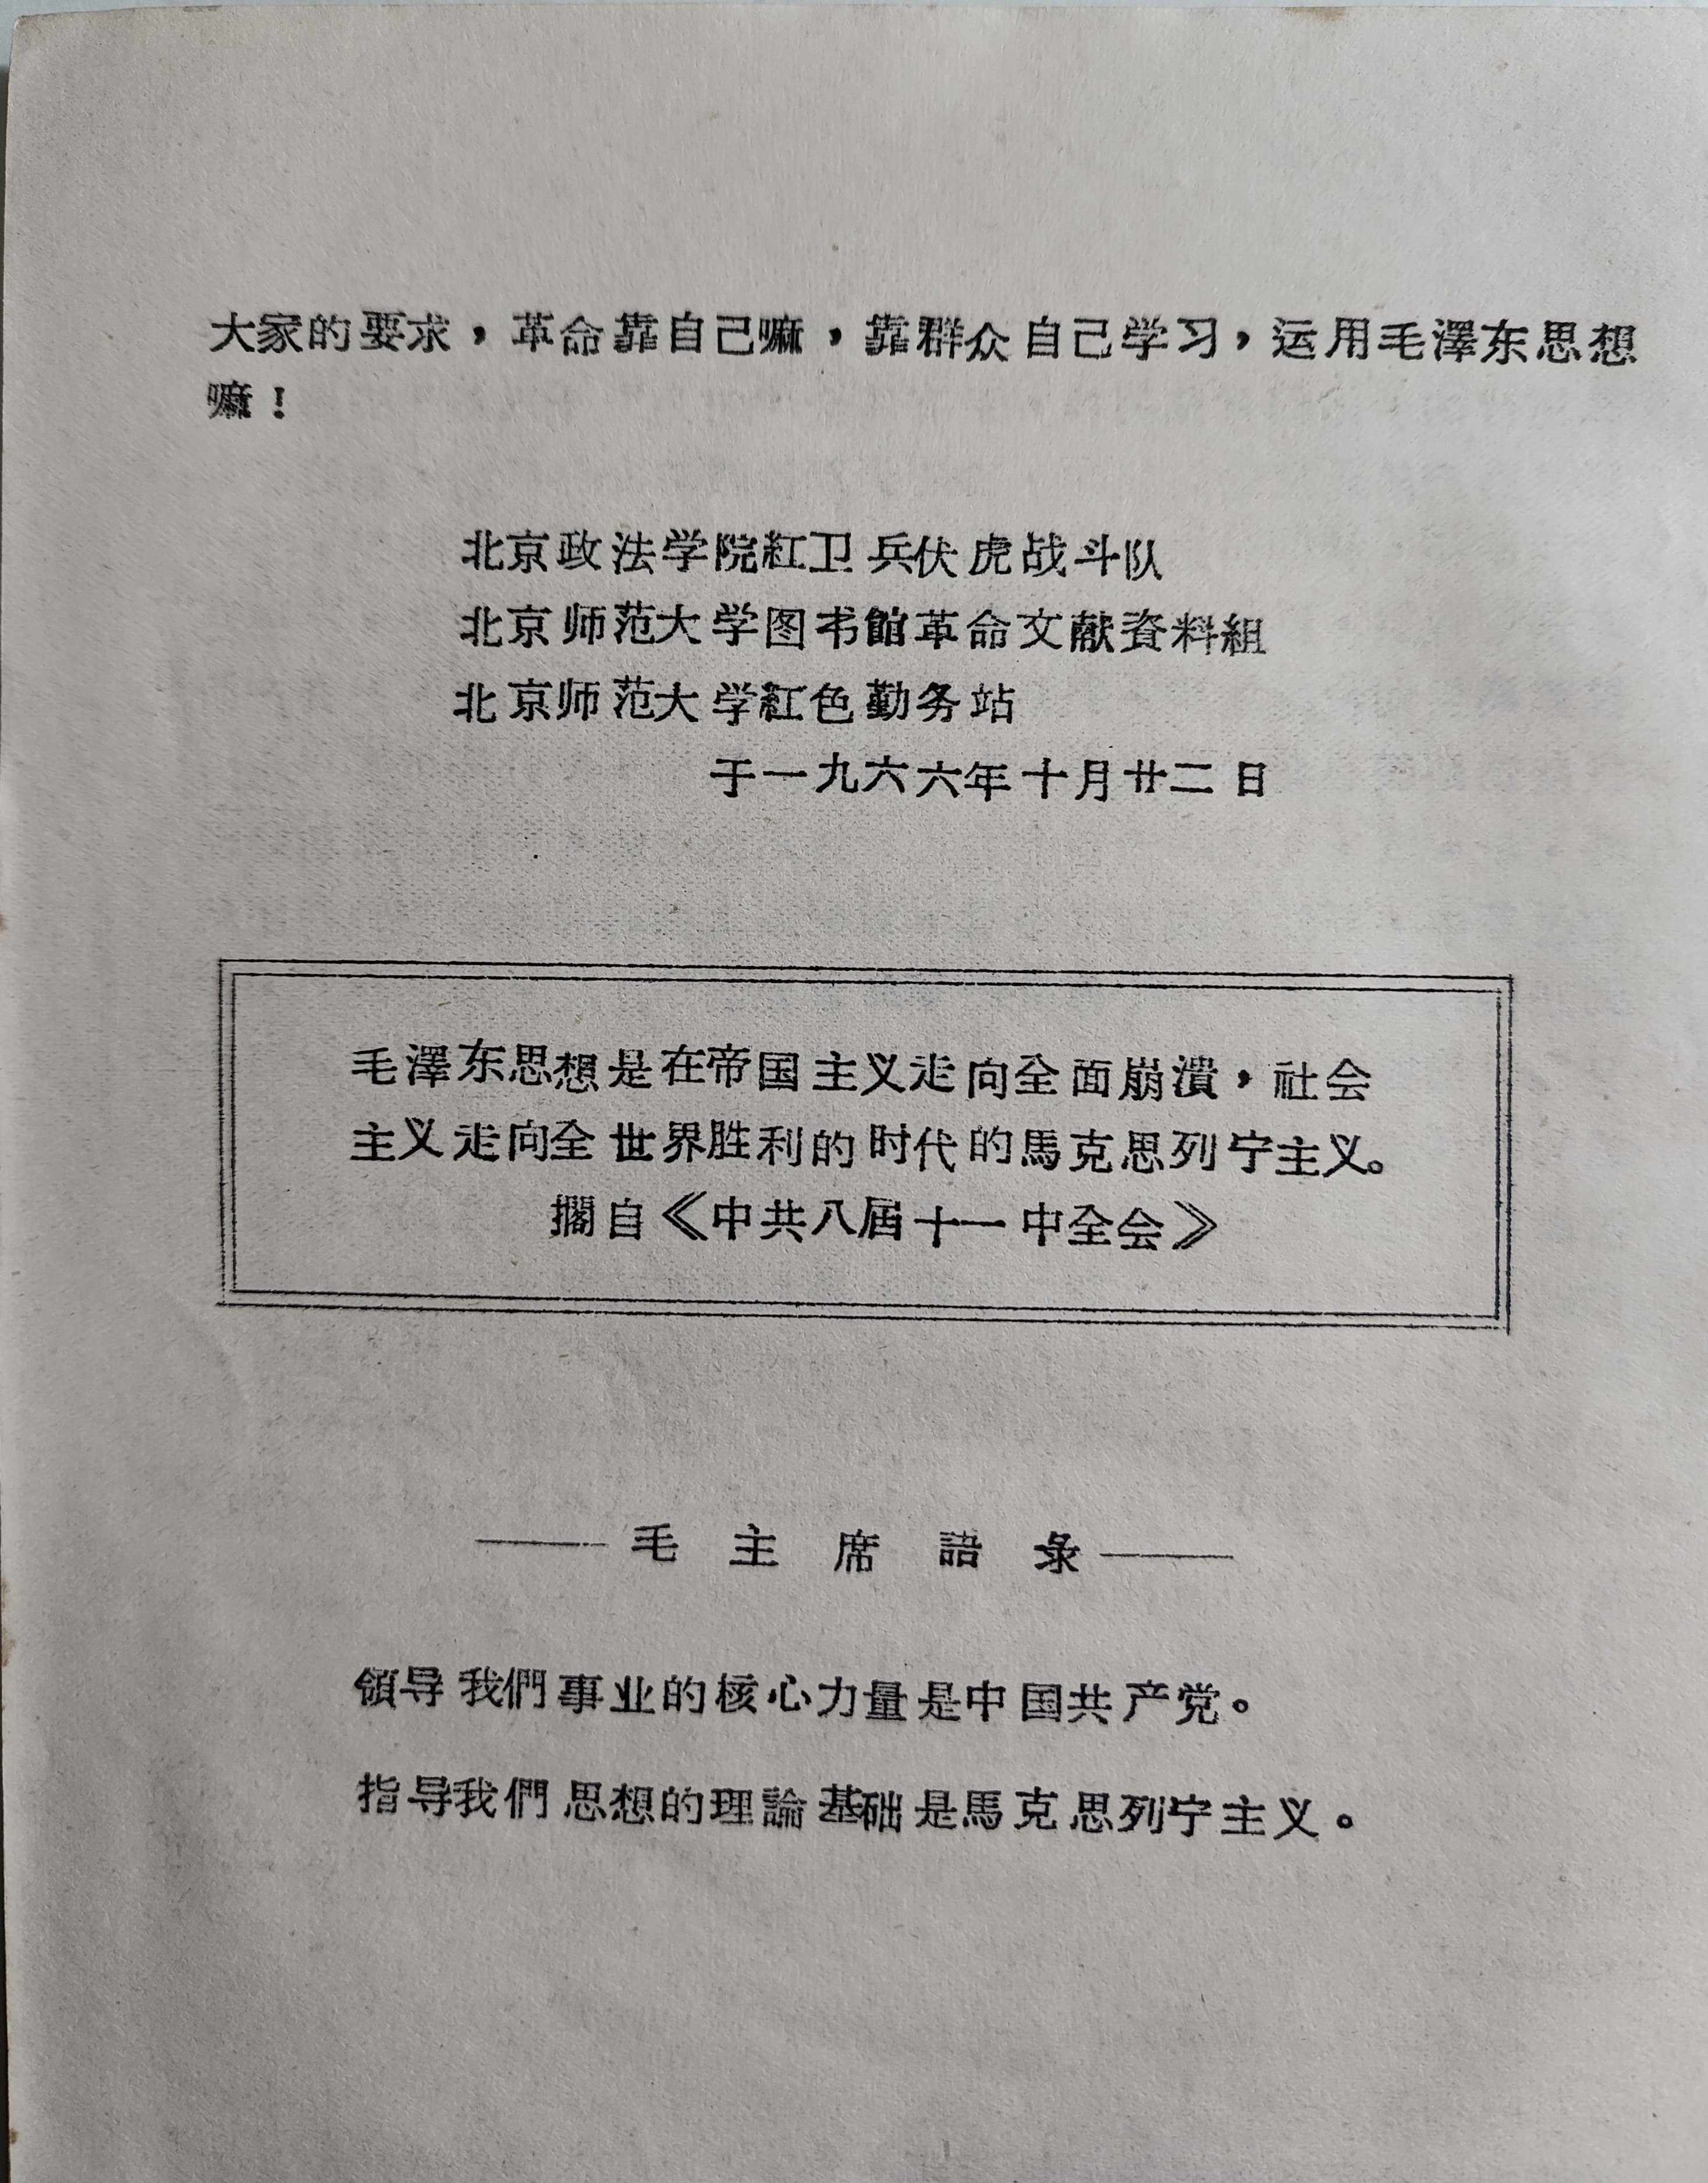 大家的要求，革命靠自己嘛，靠群众自己学习，运用毛澤东思想
嘛！
北京政法学院紅卫兵伏虎战斗队
北京师范大学图书館革命文献資料組
北京师范大学紅色勤务站
于一九六六年十月廿二日
毛澤东思想是在帝国主义走向全面崩潰，社会
主义走向全世界胜利的时代的馬克思列宁主义。
擱自《中共八届十一中全会》
——毛主席語录——
領导我們事业的核心力量是中国共产党。
指导我們思想的理論基础是馬克思列宁主义。